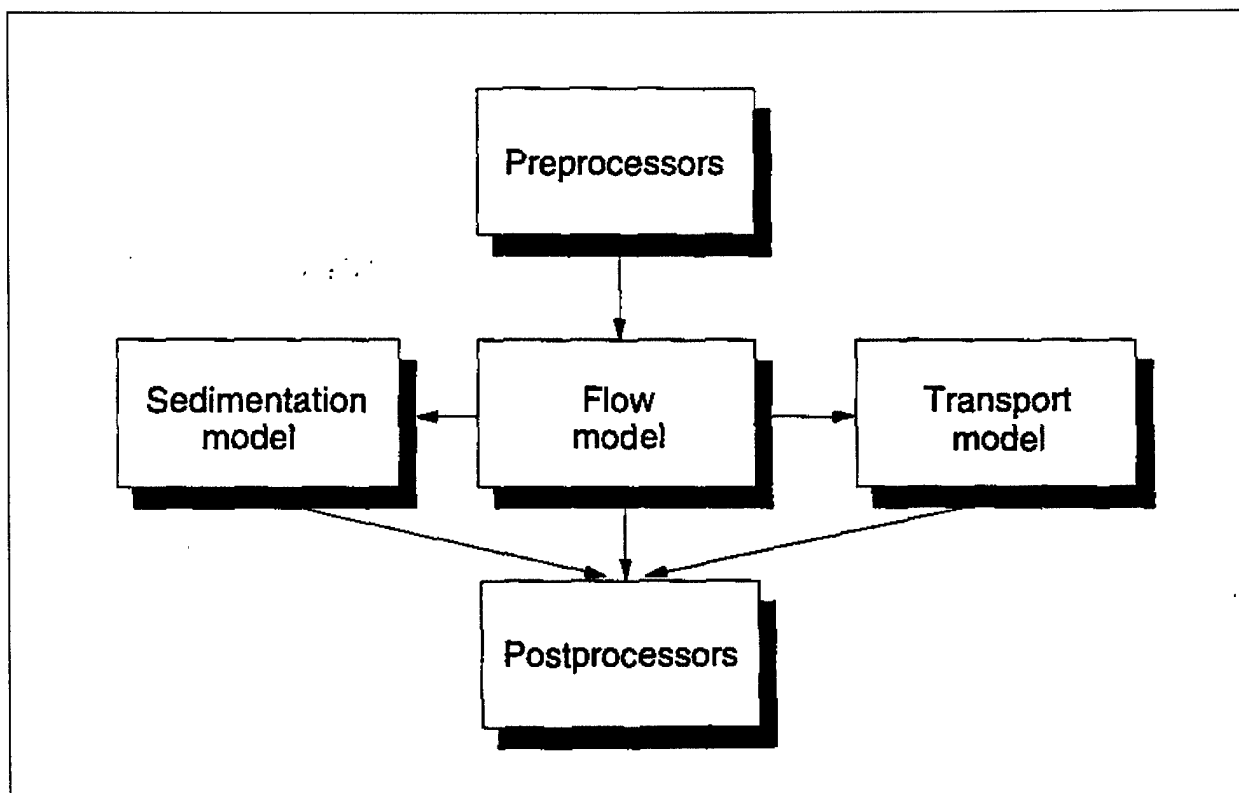 Preprocessors
Sedimentation
model
Flow
model
Transport
model
Postprocessors